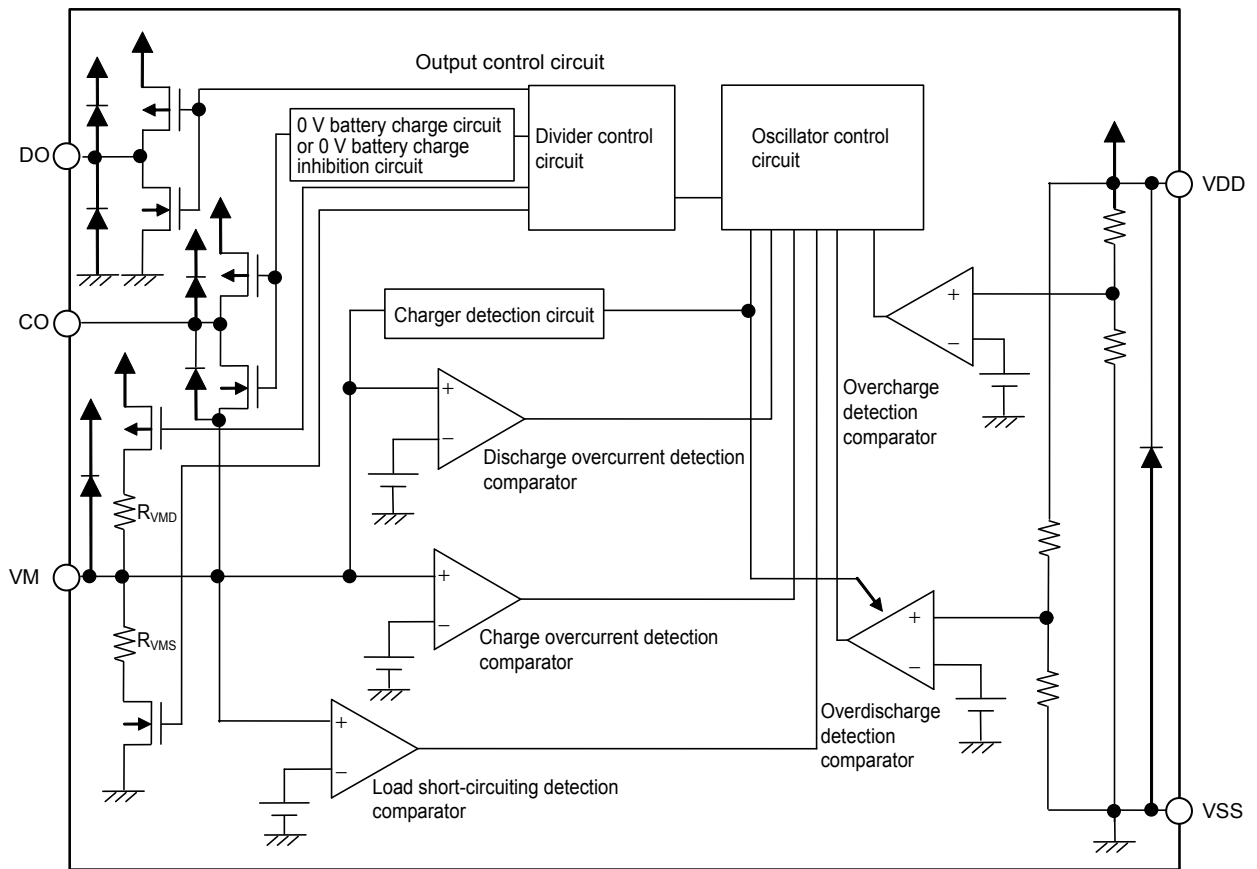 Output control circuit
0 V battery charge circuit
or 0 V battery charge
inhibition circuit
Divider control
circuit
Oscillator control
circuit
DO
VDD
CO
Charger detection circuit
+
−
Overcharge
detection
comparator
+
−
Discharge overcurrent detection
comparator
RVMD
VM
+
−
Charge overcurrent detection
comparator
+
−
Overdischarge
detection
comparator
RVMS
+
−
Load short-circuiting detection
comparator
VSS